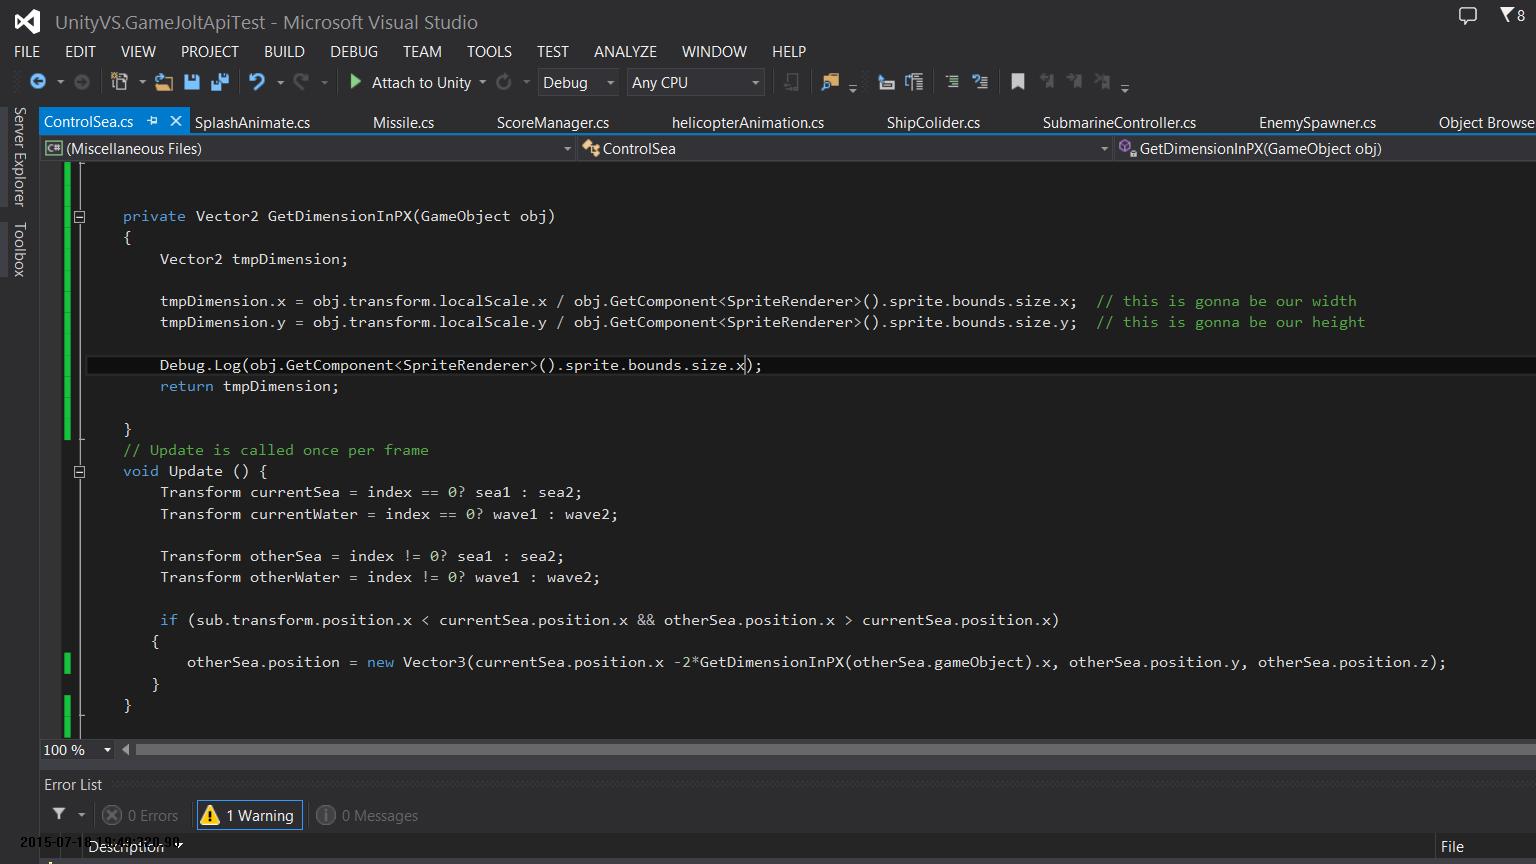 UnityVS.GameJoltApiTest - Microsoft Visual Studio
8
FILE EDIT VIEW PROJECT BUILD DEBUG TEAM TOOLS TEST ANALYZE WINDOW HELP
Attach to Unity Debug Any CPU
Server Explorer
Toolbox
ControlSea.cs SplashAnimate.cs Missile.cs ScoreManager.cs helicopterAnimation.cs ShipColider.cs SubmarineController.cs EnemySpawner.cs Object Browse
C# (Miscellaneous Files) ControlSea GetDimensionInPX(GameObject obj)
private Vector2 GetDimensionInPX(GameObject obj)
{
Vector2 tmpDimension;
tmpDimension.x = obj.transform.localScale.x / obj.GetComponent<SpriteRenderer>().sprite.bounds.size.x; // this is gonna be our width
tmpDimension.y = obj.transform.localScale.y / obj.GetComponent<SpriteRenderer>().sprite.bounds.size.y; // this is gonna be our height
Debug.Log(obj.GetComponent<SpriteRenderer>().sprite.bounds.size.x);
return tmpDimension;
}
// Update is called once per frame
void Update () {
Transform currentSea = index == 0? sea1 : sea2;
Transform currentWater = index == 0? wave1 : wave2;
Transform otherSea = index != 0? sea1 : sea2;
Transform otherWater = index != 0? wave1 : wave2;
if (sub.transform.position.x < currentSea.position.x && otherSea.position.x > currentSea.position.x)
{
otherSea.position = new Vector3(currentSea.position.x -2*GetDimensionInPX(otherSea.gameObject).x, otherSea.position.y, otherSea.position.z);
}
}
100 %
Error List
0 Errors 1 Warning 0 Messages
Description File